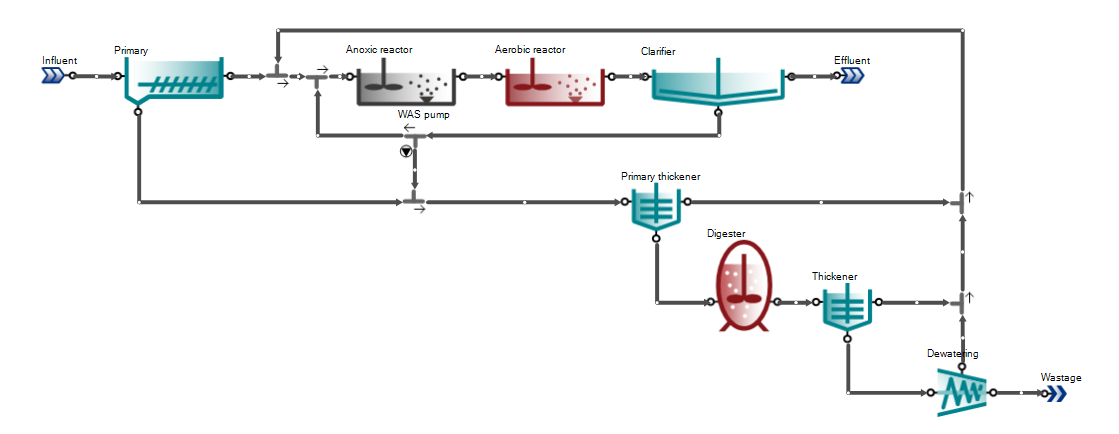 Influent
Primary
Anoxic reactor
Aerobic reactor
Clarifier
Effluent
WAS pump
Primary thickener
Digester
Thickener
Dewatering
Wastage